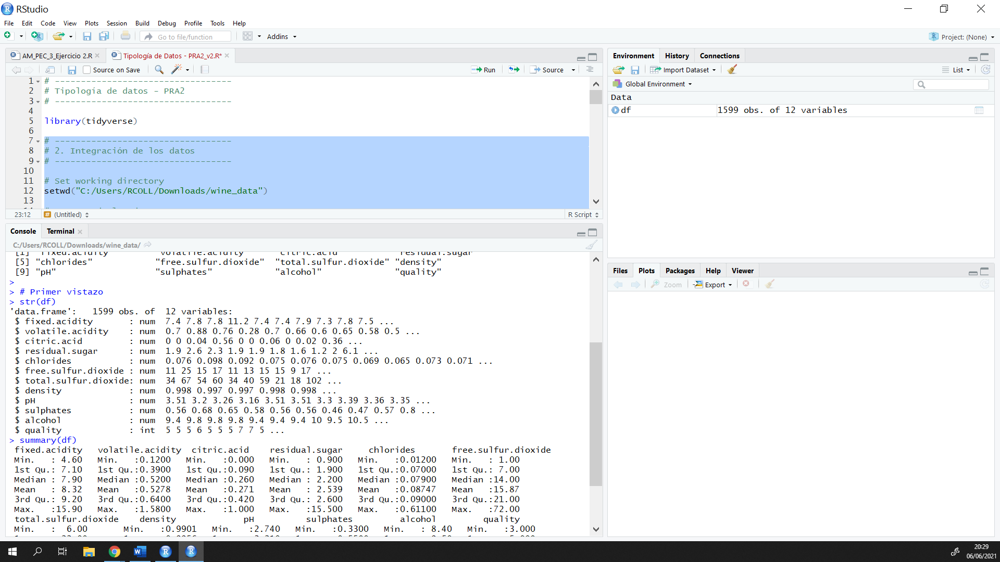 RStudio
File Edit Code View Plots Session Build Debug Profile Tools Help
Go to file/function Addins Project: (None)
AM_PEC_3_Ejercicio 2.R Tipología de Datos - PRA2_v2.R*
Source on Save Run Source
1 # ----------------------------------
2 # Tipología de datos - PRA2
3 # ----------------------------------
4
5 library(tidyverse)
6
7 # ----------------------------------
8 # 2. Integración de los datos
9 # ----------------------------------
10
11 # Set working directory
12 setwd("C:/Users/RCOLL/Downloads/wine_data")
13
23:12 (Untitled) R Script
Console Terminal
C:/Users/RCOLL/Downloads/wine_data/
[1] "fixed.acidity" "volatile.acidity" "citric.acid" "residual.sugar"
[5] "chlorides" "free.sulfur.dioxide" "total.sulfur.dioxide" "density"
[9] "pH" "sulphates" "alcohol" "quality"
>
> # Primer vistazo
> str(df)
'data.frame': 1599 obs. of 12 variables:
$ fixed.acidity : num 7.4 7.8 7.8 11.2 7.4 7.4 7.9 7.3 7.8 7.5 ...
$ volatile.acidity : num 0.7 0.88 0.76 0.28 0.7 0.66 0.6 0.65 0.58 0.5 ...
$ citric.acid : num 0 0 0.04 0.56 0 0 0.06 0 0.02 0.36 ...
$ residual.sugar : num 1.9 2.6 2.3 1.9 1.9 1.8 1.6 1.2 2 6.1 ...
$ chlorides : num 0.076 0.098 0.092 0.075 0.076 0.075 0.069 0.065 0.073 0.071 ...
$ free.sulfur.dioxide : num 11 25 15 17 11 13 15 15 9 17 ...
$ total.sulfur.dioxide: num 34 67 54 60 34 40 59 21 18 102 ...
$ density : num 0.998 0.997 0.997 0.998 0.998 ...
$ pH : num 3.51 3.2 3.26 3.16 3.51 3.51 3.3 3.39 3.36 3.35 ...
$ sulphates : num 0.56 0.68 0.65 0.58 0.56 0.56 0.46 0.47 0.57 0.8 ...
$ alcohol : num 9.4 9.8 9.8 9.8 9.4 9.4 9.4 10 9.5 10.5 ...
$ quality : int 5 5 5 6 5 5 5 7 7 5 ...
> summary(df)
fixed.acidity volatile.acidity citric.acid residual.sugar chlorides free.sulfur.dioxide
Min. : 4.60 Min. :0.1200 Min. :0.000 Min. : 0.900 Min. :0.01200 Min. : 1.00
1st Qu.: 7.10 1st Qu.:0.3900 1st Qu.:0.090 1st Qu.: 1.900 1st Qu.:0.07000 1st Qu.: 7.00
Median : 7.90 Median :0.5200 Median :0.260 Median : 2.200 Median :0.07900 Median :14.00
Mean : 8.32 Mean :0.5278 Mean :0.271 Mean : 2.539 Mean :0.08747 Mean :15.87
3rd Qu.: 9.20 3rd Qu.:0.6400 3rd Qu.:0.420 3rd Qu.: 2.600 3rd Qu.:0.09000 3rd Qu.:21.00
Max. :15.90 Max. :1.5800 Max. :1.000 Max. :15.500 Max. :0.61100 Max. :72.00
total.sulfur.dioxide density pH sulphates alcohol quality
Min. : 6.00 Min. :0.9901 Min. :2.740 Min. :0.3300 Min. : 8.40 Min. :3.000
Environment History Connections
Import Dataset List
Global Environment
Data
df 1599 obs. of 12 variables
Files Plots Packages Help Viewer
Zoom Export
20:29
06/06/2021